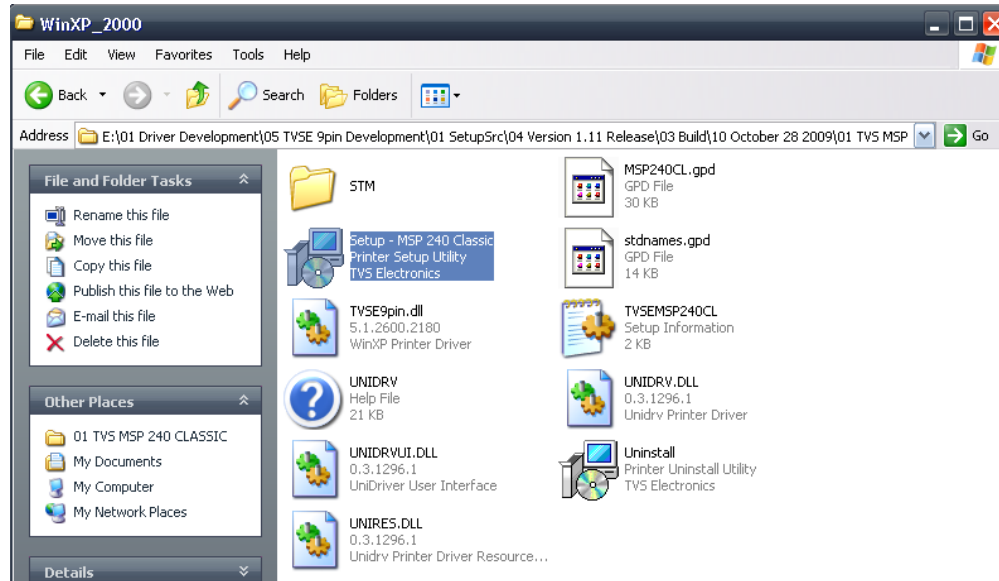 WinXP_2000
File Edit View Favorites Tools Help
Back Search Folders
Address E:\01 Driver Development\05 TVSE 9pin Development\01 SetupSrc\04 Version 1.11 Release\03 Build\10 October 28 2009\01 TVS MSP Go
File and Folder Tasks
Rename this file
Move this file
Copy this file
Publish this file to the Web
E-mail this file
Delete this file
Other Places
01 TVS MSP 240 CLASSIC
My Documents
My Computer
My Network Places
Details
STM
MSP240CL.gpd
GPD File
30 KB
Setup - MSP 240 Classic
Printer Setup Utility
TVS Electronics
stdnames.gpd
GPD File
14 KB
TVSE9pin.dll
5.1.2600.2180
WinXP Printer Driver
TVSEMSP240CL
Setup Information
2 KB
UNIDRV
Help File
21 KB
UNIDRV.DLL
0.3.1296.1
Unidrv Printer Driver
UNIDRVUI.DLL
0.3.1296.1
UniDriver User Interface
Uninstall
Printer Uninstall Utility
TVS Electronics
UNIRES.DLL
0.3.1296.1
Unidrv Printer Driver Resource...